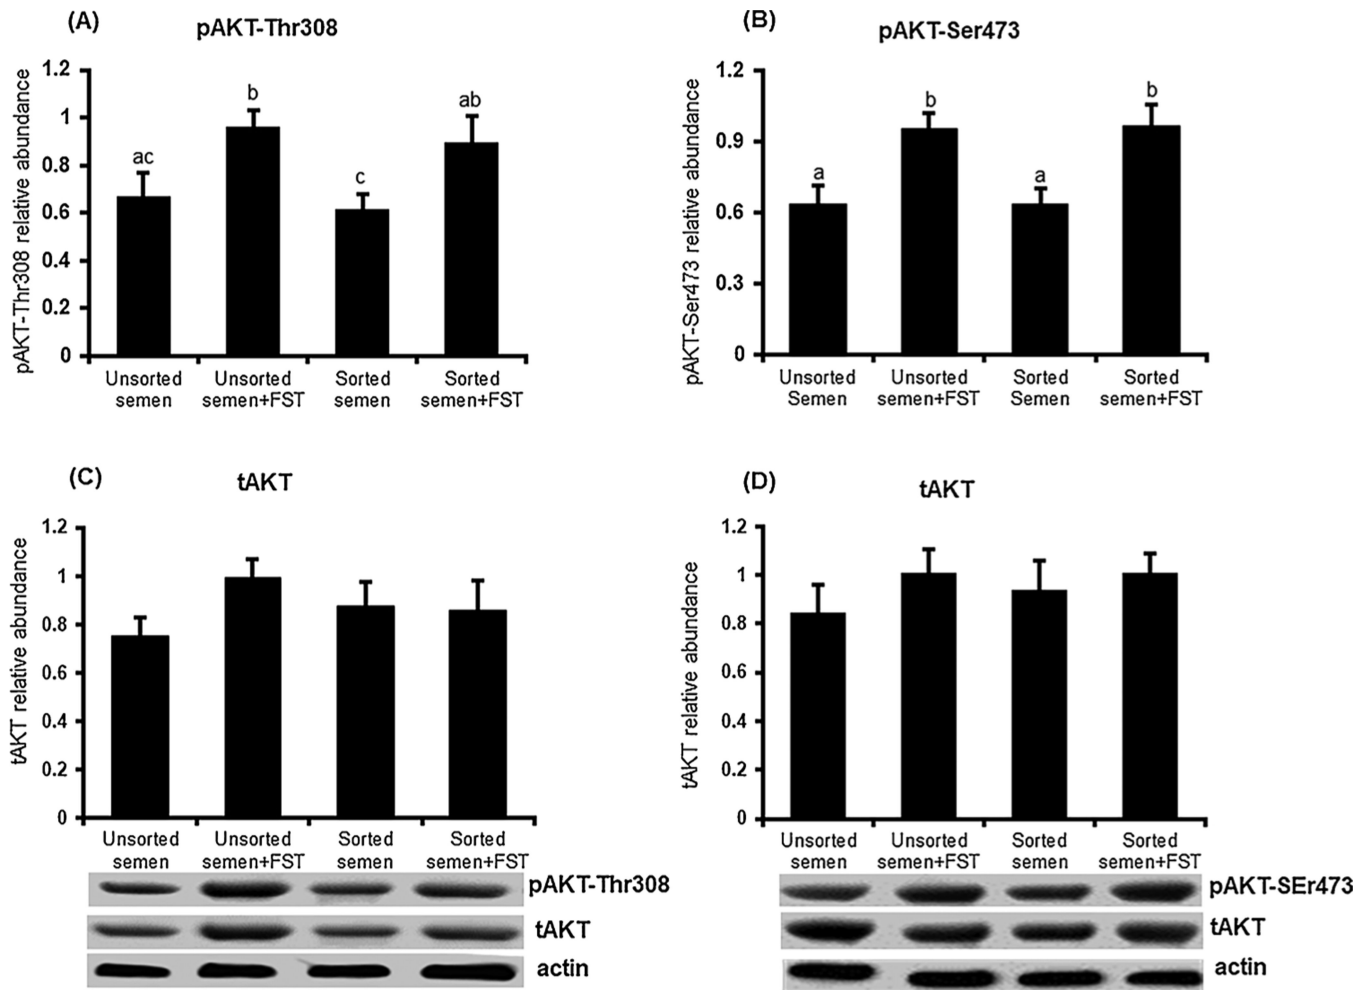 (A)
pAKT-Thr308
pAKT-Thr308 relative abundance
1.2
1
0.8
0.6
0.4
0.2
0
ac
b
c
ab
Unsorted
semen
Unsorted
semen+FST
Sorted
semen
Sorted
semen+FST
(B)
pAKT-Ser473
pAKT-Ser473 relative abundance
1.2
0.9
0.6
0.3
0
a
b
a
b
Unsorted
Semen
Unsorted
semen+FST
Sorted
Semen
Sorted
semen+FST
(C)
tAKT
tAKT relative abundance
1.2
1
0.8
0.6
0.4
0.2
0
Unsorted
semen
Unsorted
semen+FST
Sorted
semen
Sorted
semen+FST
pAKT-Thr308
tAKT
actin
(D)
tAKT
tAKT relative abundance
1.2
1
0.8
0.6
0.4
0.2
0
Unsorted
semen
Unsorted
semen+FST
Sorted
semen
Sorted
semen+FST
pAKT-SEr473
tAKT
actin